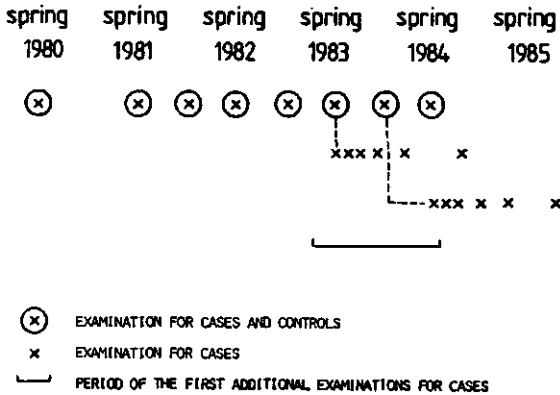 spring spring spring spring spring spring
1980 1981 1982 1983 1984 1985
EXAMINATION FOR CASES AND CONTROLS
EXAMINATION FOR CASES
PERIOD OF THE FIRST ADDITIONAL EXAMINATIONS FOR CASES